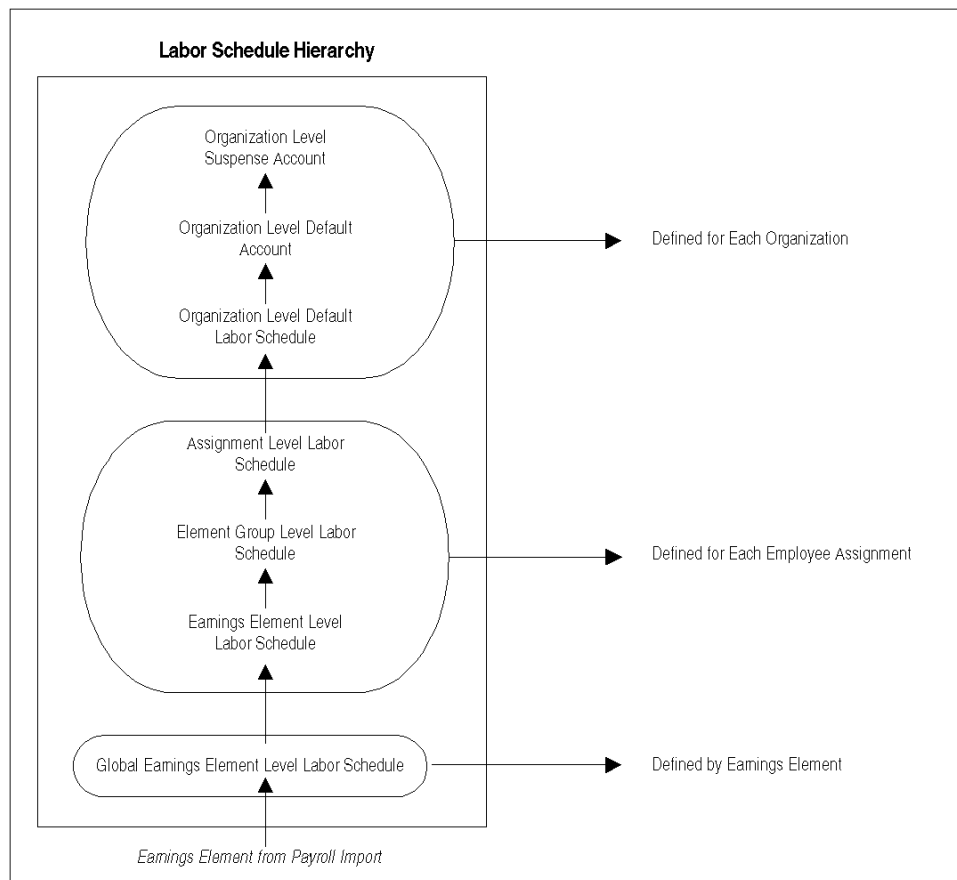 Labor Schedule Hierarchy
Organization Level
Suspense Account
Organization Level Default
Account
Organization Level Default
Labor Schedule
Defined for Each Organization
Assignment Level Labor
Schedule
Element Group Level Labor
Schedule
Earnings Element Level
Labor Schedule
Defined for Each Employee Assignment
Global Earnings Element Level Labor Schedule
Defined by Earnings Element
Earnings Element from Payroll Import